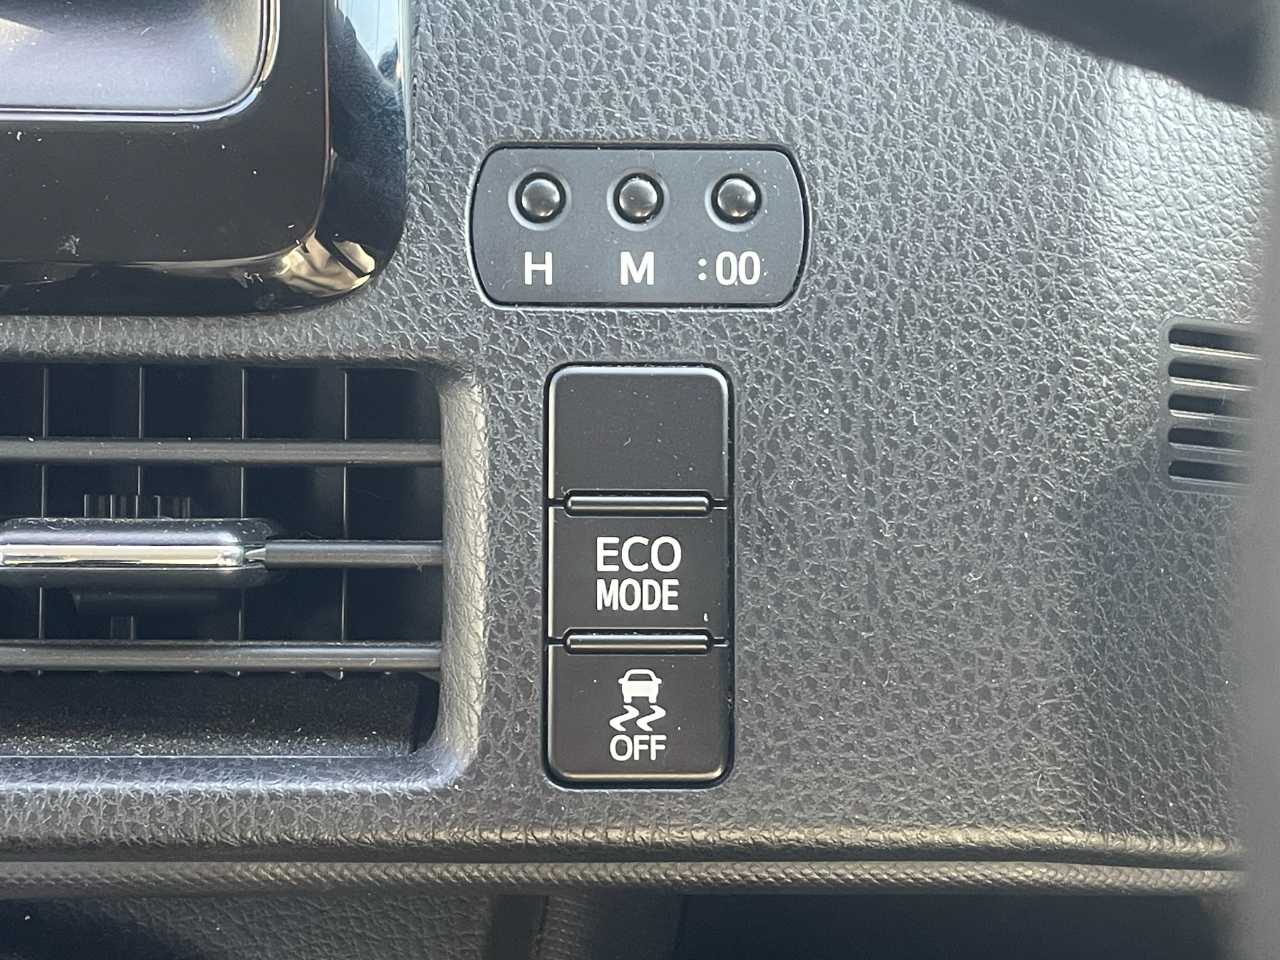 H M :00
ECO
MODE
OFF